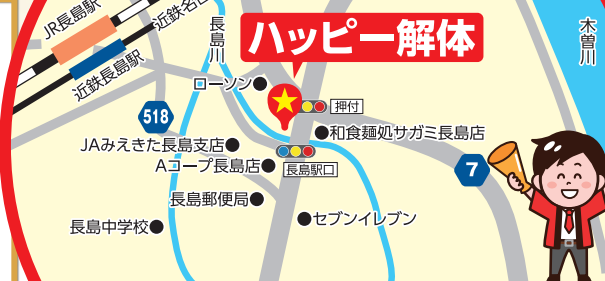 JR長島駅
近鉄名
近鉄長島駅
長島川
ハッピー解体
木曽川
ローソン
押付
518
和食麺処サガミ長島店
JAみえきた長島支店
Aコープ長島店
長島駅口
7
長島郵便局
長島中学校
セブンイレブン